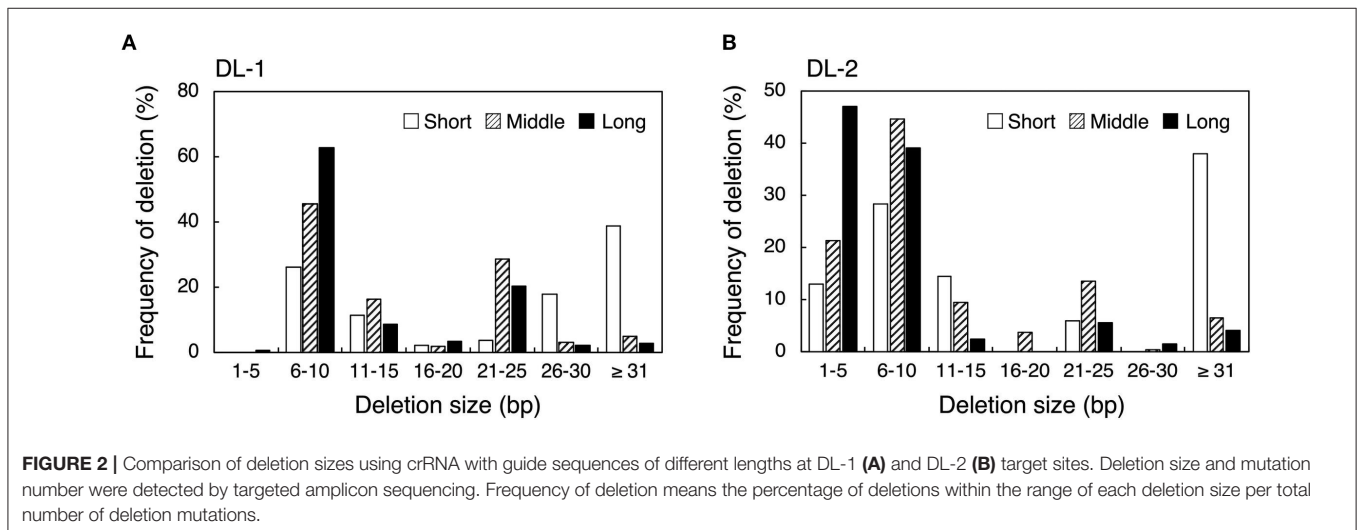 A
DL-1
Short Middle Long
Frequency of deletion (%)
80
60
40
20
0
1-5 6-10 11-15 16-20 21-25 26-30 ≥ 31
Deletion size (bp)
B
DL-2
Short Middle Long
Frequency of deletion (%)
50
40
30
20
10
0
1-5 6-10 11-15 16-20 21-25 26-30 ≥ 31
Deletion size (bp)
FIGURE 2 | Comparison of deletion sizes using crRNA with guide sequences of different lengths at DL-1 (A) and DL-2 (B) target sites. Deletion size and mutation
number were detected by targeted amplicon sequencing. Frequency of deletion means the percentage of deletions within the range of each deletion size per total
number of deletion mutations.